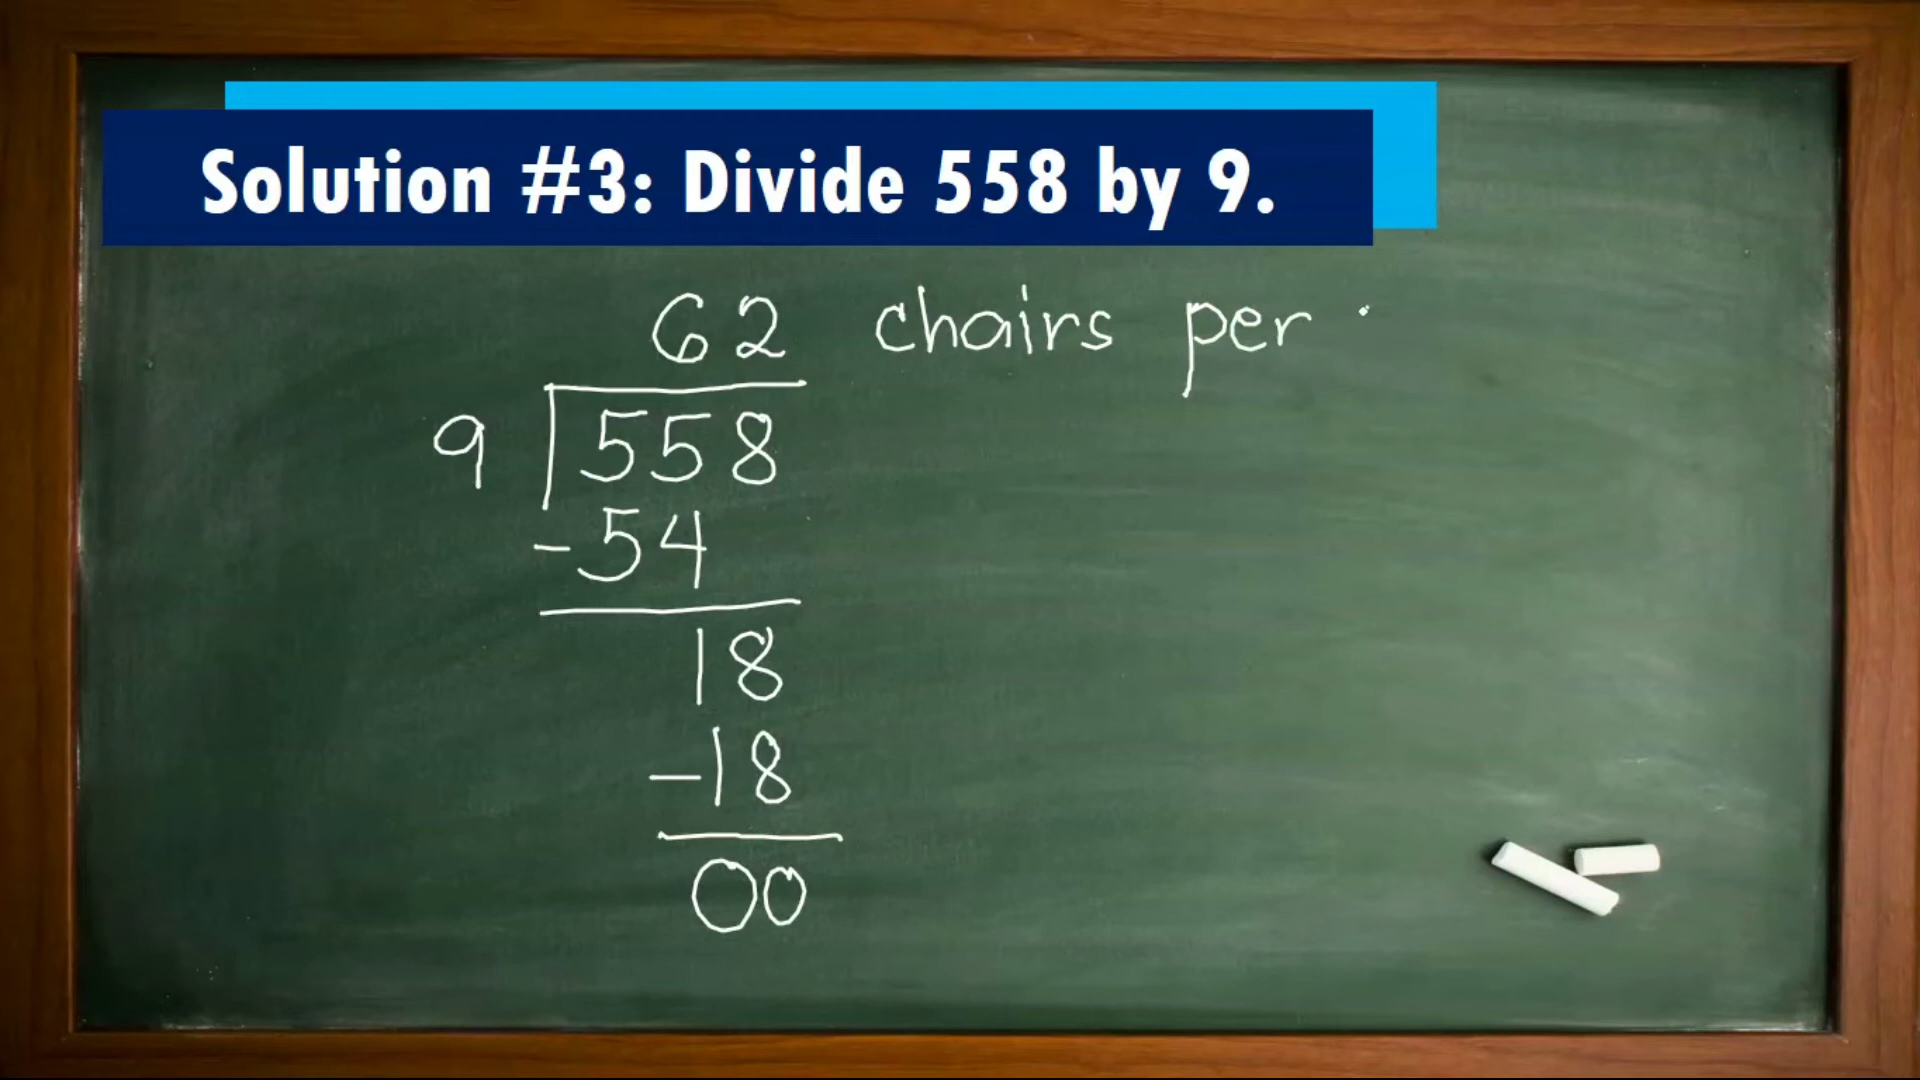 Solution #3: Divide 558 by 9.
62 chairs per
9 558
-54
18
-18
00